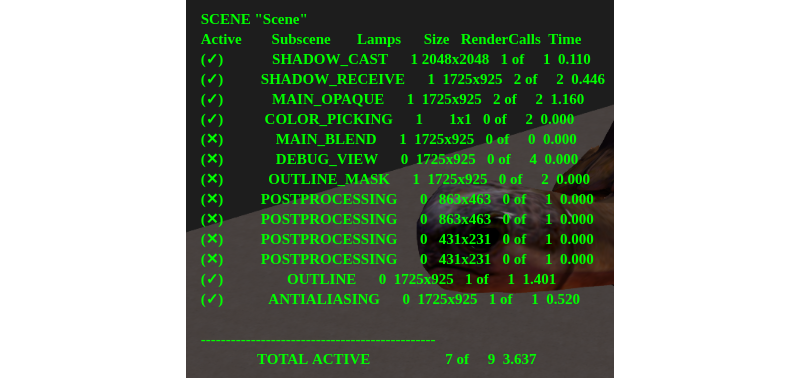 SCENE "Scene"
Active Subscene Lamps Size RenderCalls Time
(✓) SHADOW_CAST 1 2048x2048 1 of 1 0.110
(✓) SHADOW_RECEIVE 1 1725x925 2 of 2 0.446
(✓) MAIN_OPAQUE 1 1725x925 2 of 2 1.160
(✓) COLOR_PICKING 1 1x1 0 of 2 0.000
(✕) MAIN_BLEND 1 1725x925 0 of 0 0.000
(✕) DEBUG_VIEW 0 1725x925 0 of 4 0.000
(✕) OUTLINE_MASK 1 1725x925 0 of 2 0.000
(✕) POSTPROCESSING 0 863x463 0 of 1 0.000
(✕) POSTPROCESSING 0 863x463 0 of 1 0.000
(✕) POSTPROCESSING 0 431x231 0 of 1 0.000
(✕) POSTPROCESSING 0 431x231 0 of 1 0.000
(✓) OUTLINE 0 1725x925 1 of 1 1.401
(✓) ANTIALIASING 0 1725x925 1 of 1 0.520
-----------------------------------------------
TOTAL ACTIVE 7 of 9 3.637